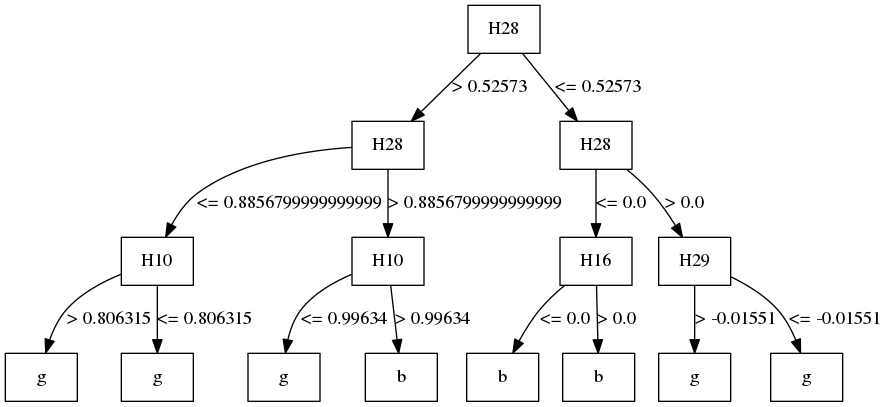 H28
> 0.52573
<= 0.52573
H28
H28
<= 0.8856799999999999
> 0.8856799999999999
<= 0.0
> 0.0
H10
H10
H16
H29
> 0.806315
<= 0.806315
<= 0.99634
> 0.99634
<= 0.0
> 0.0
> -0.01551
<= -0.01551
g
g
g
b
b
b
g
g